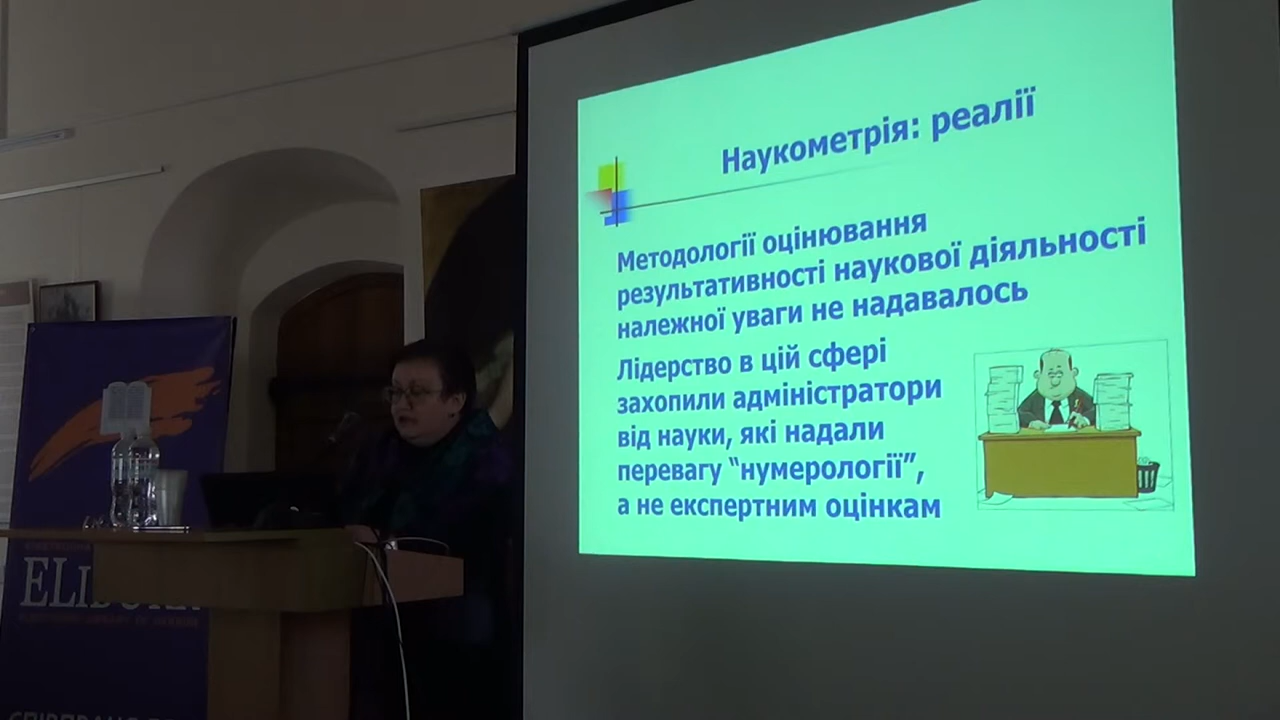 Наукометрія: реалії
Методології оцінювання
результативності наукової діяльності
належної уваги не надавалось
Лідерство в цій сфері
захопили адміністратори
від науки, які надали
перевагу “нумерології”,
а не експертним оцінкам